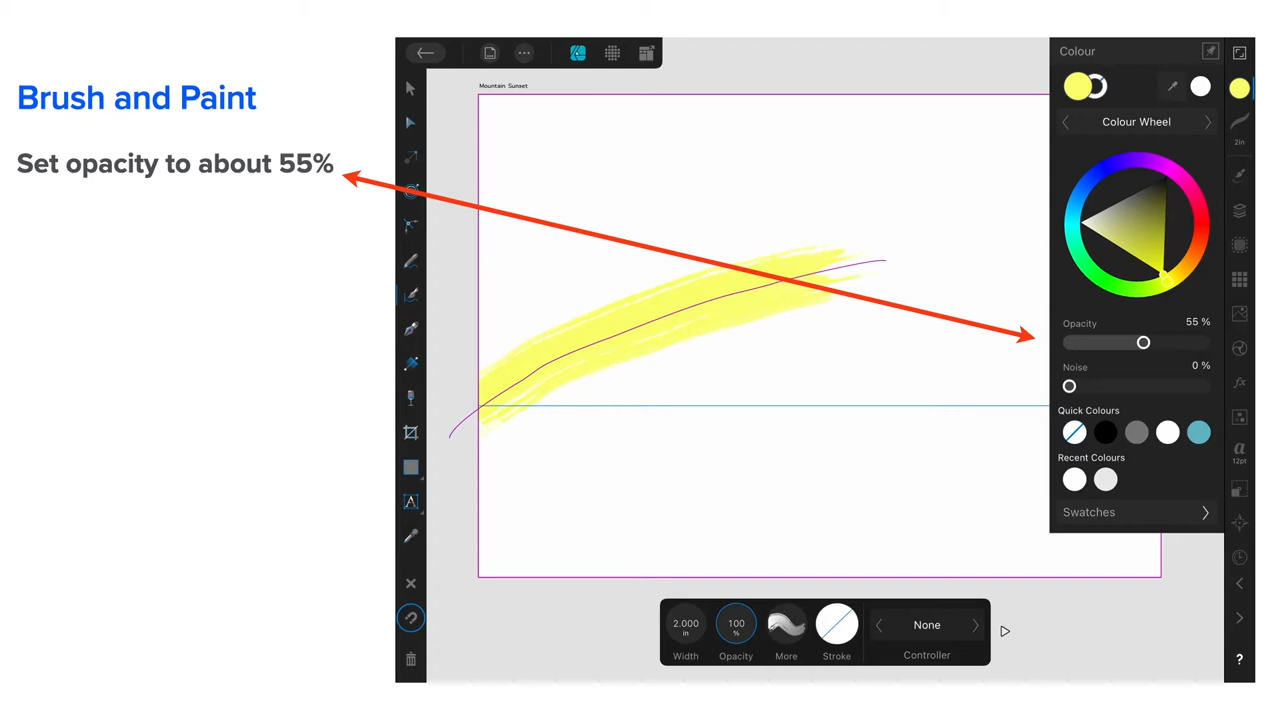 Brush and Paint
Set opacity to about 55%
Mountain Sunset
Colour
Colour Wheel
2in
Opacity 55 %
Noise 0 %
Quick Colours
Recent Colours
Swatches
fx
a
12pt
A
2.000 in
100 %
None
Width
Opacity
More
Stroke
Controller
?